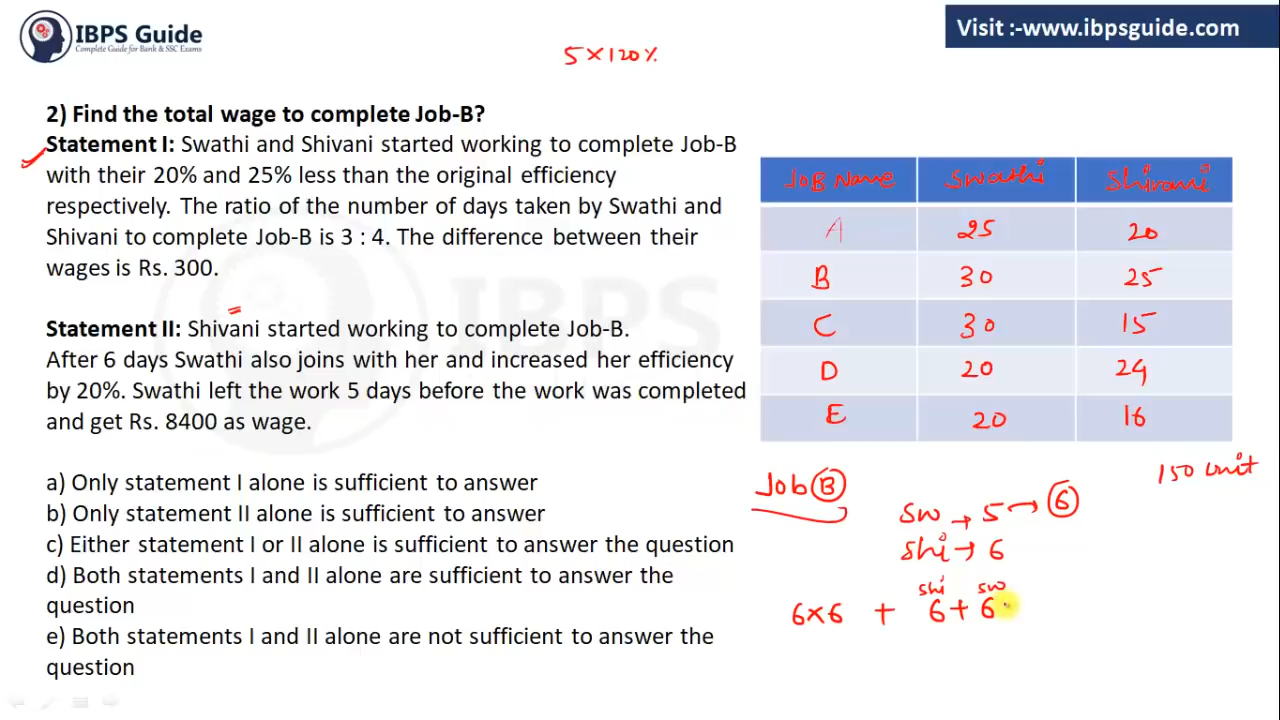 IBPS Guide
Complete Guide for Bank & SSC Exams
Visit :-www.ibpsguide.com
5 × 120%
2) Find the total wage to complete Job-B?
Statement I: Swathi and Shivani started working to complete Job-B
with their 20% and 25% less than the original efficiency
respectively. The ratio of the number of days taken by Swathi and
Shivani to complete Job-B is 3 : 4. The difference between their
wages is Rs. 300.
Statement II: Shivani started working to complete Job-B.
After 6 days Swathi also joins with her and increased her efficiency
by 20%. Swathi left the work 5 days before the work was completed
and get Rs. 8400 as wage.
a) Only statement I alone is sufficient to answer
b) Only statement II alone is sufficient to answer
c) Either statement I or II alone is sufficient to answer the question
d) Both statements I and II alone are sufficient to answer the
question
e) Both statements I and II alone are not sufficient to answer the
question
JOB Name Swathi Shivani
A 25 20
B 30 25
C 30 15
D 20 24
E 20 16
150 unit
Job B
Sw → 5 → 6
Shi → 6
shi sw
6×6 + 6+6
IBPS